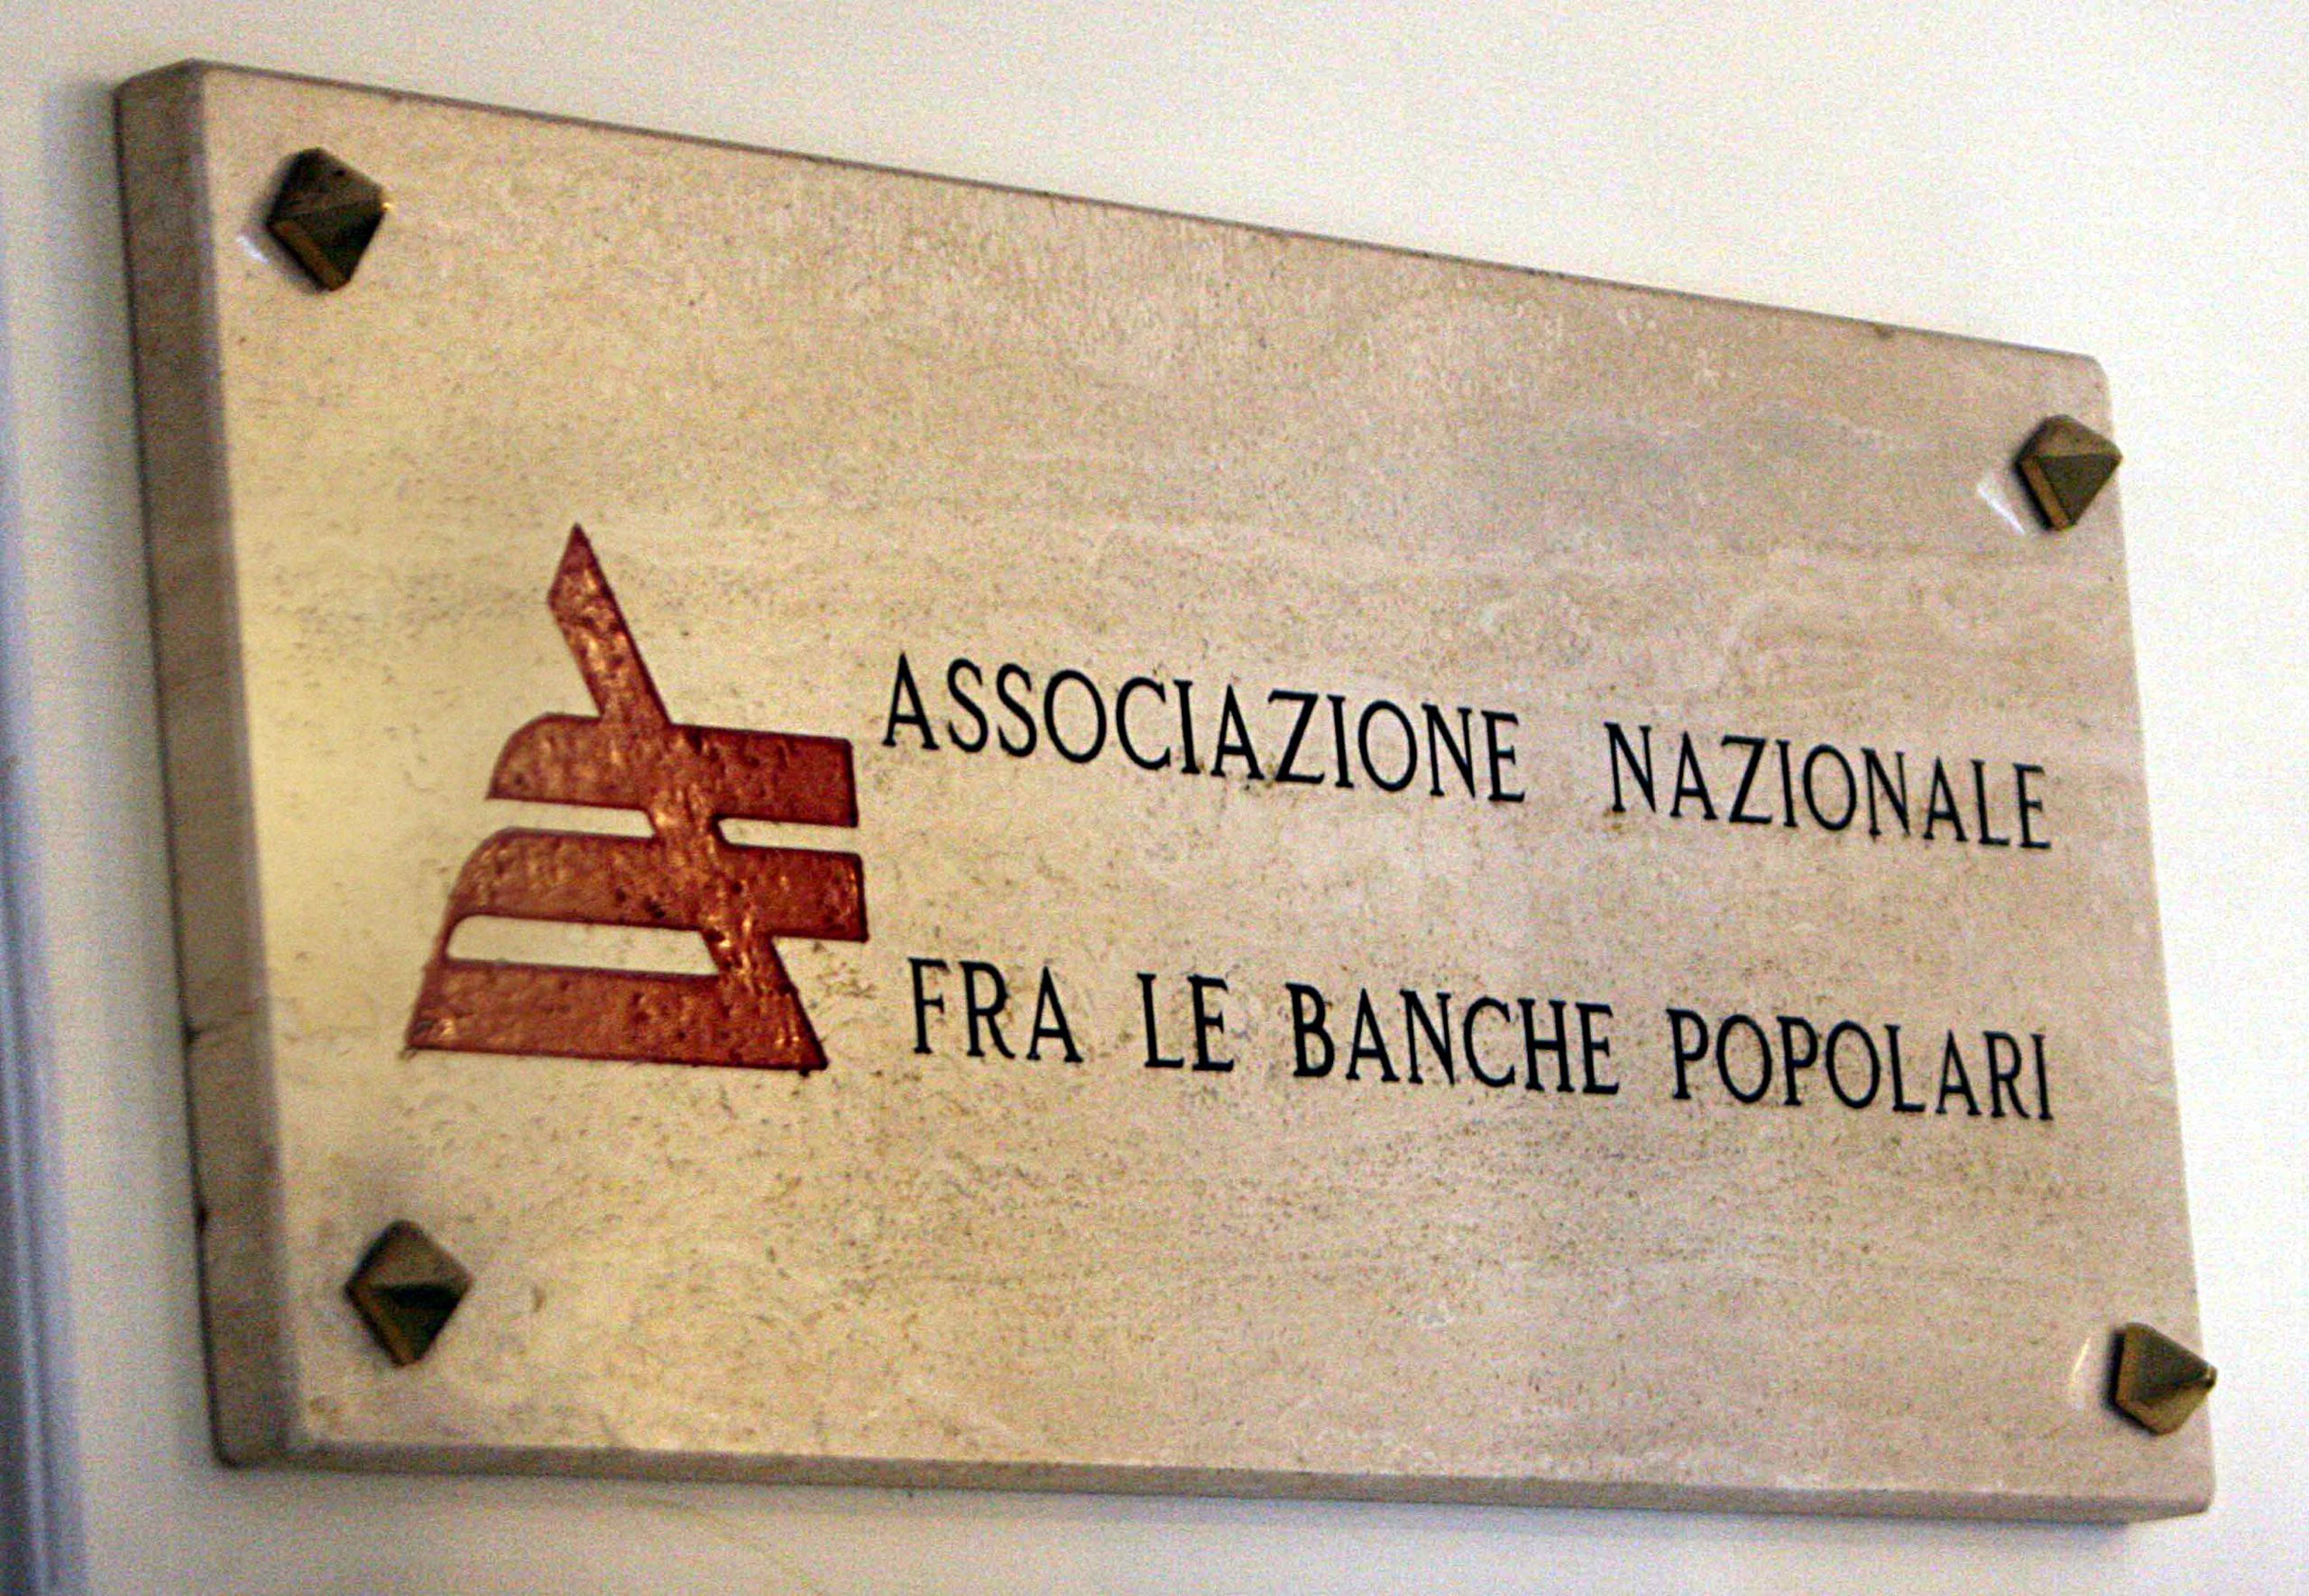 ASSOCIAZIONE NAZIONALE
FRA LE BANCHE POPOLARI